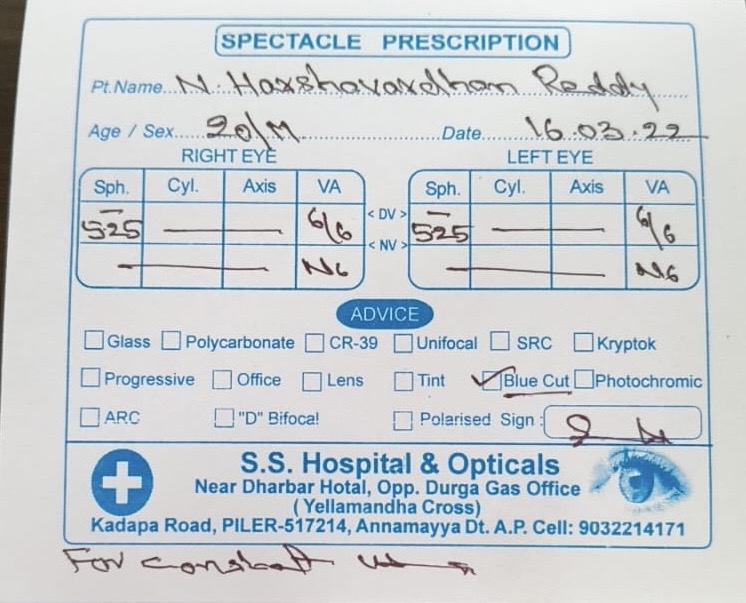 SPECTACLE PRESCRIPTION
Pt.Name... N. Harshavardhan Reddy
Age / Sex..... 20/M ..... Date..... 16.03.22
RIGHT EYE LEFT EYE
Sph. Cyl. Axis VA Sph. Cyl. Axis VA
− −
5.25 — 6/6 < DV > 525 — 6/6
— N6 < NV > — N6
ADVICE
Glass Polycarbonate CR-39 Unifocal SRC Kryptok
Progressive Office Lens Tint ✓ Blue Cut Photochromic
ARC "D" Bifocal Polarised Sign :
S.S. Hospital & Opticals
Near Dharbar Hotal, Opp. Durga Gas Office
( Yellamandha Cross)
Kadapa Road, PILER-517214, Annamayya Dt. A.P. Cell: 9032214171
For constant use